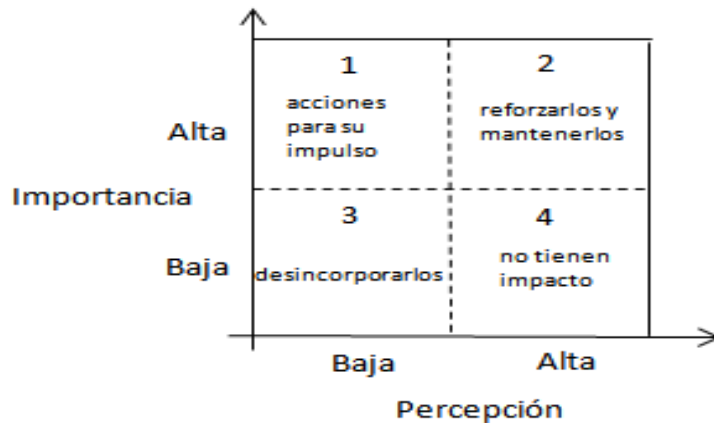 1
acciones
para su
impulso
2
reforzarlos y
mantenerlos
Alta
Importancia
3
desincorporarlos
4
no tienen
impacto
Baja
Baja
Alta
Percepción